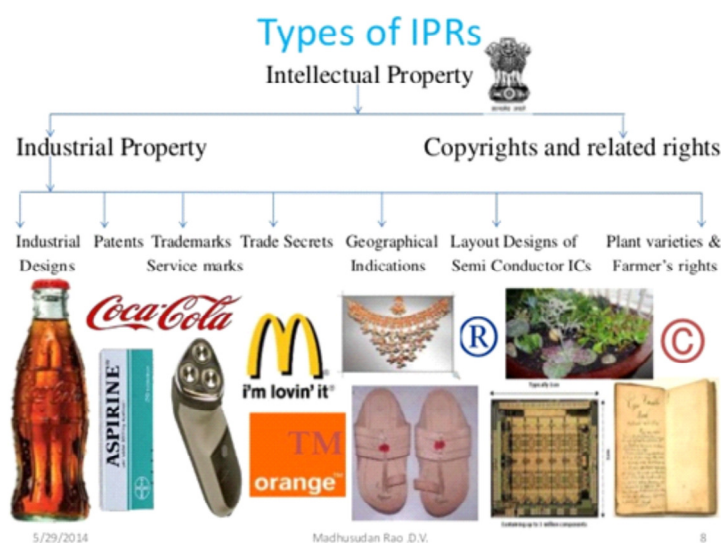 Types of IPRs
Intellectual Property
Industrial Property
Copyrights and related rights
Industrial Designs
Patents
Trademarks Service marks
Trade Secrets
Geographical Indications
Layout Designs of Semi Conductor ICs
Plant varieties & Farmer's rights
Coca-Cola
ASPIRINE®
i'm lovin' it®
TM
orange™
®
©
5/29/2014
Madhusudan Rao .D.V.
8